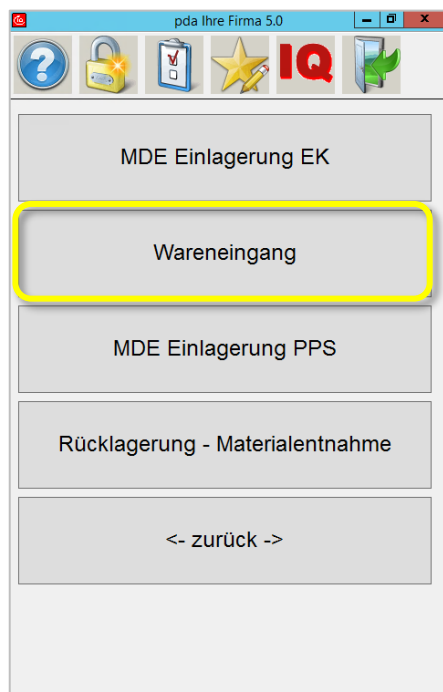 pda Ihre Firma 5.0
IQ
MDE Einlagerung EK
Wareneingang
MDE Einlagerung PPS
Rücklagerung - Materialentnahme
<- zurück ->